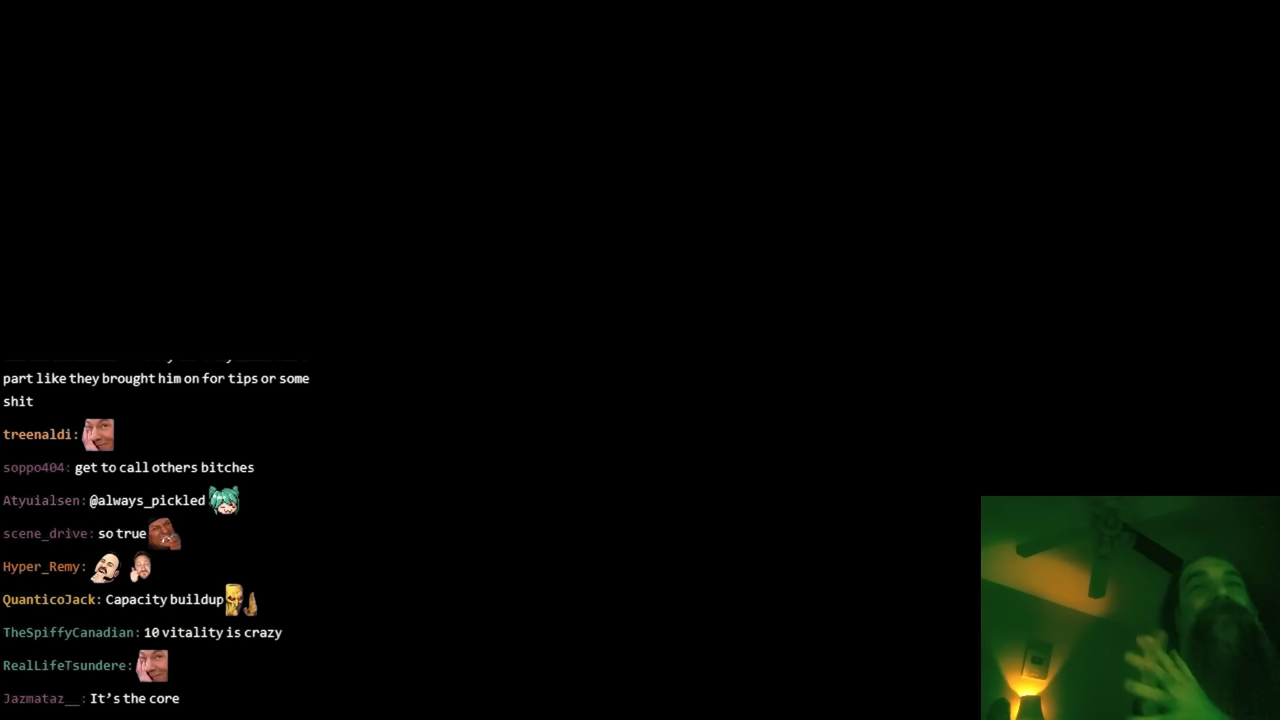 part like they brought him on for tips or some
shit
treenaldi:
soppo404: get to call others bitches
Atyuialsen: @always_pickled
scene_drive: so true
Hyper_Remy:
QuanticoJack: Capacity buildup
TheSpiffyCanadian: 10 vitality is crazy
RealLifeTsundere:
Jazmataz__: It’s the core